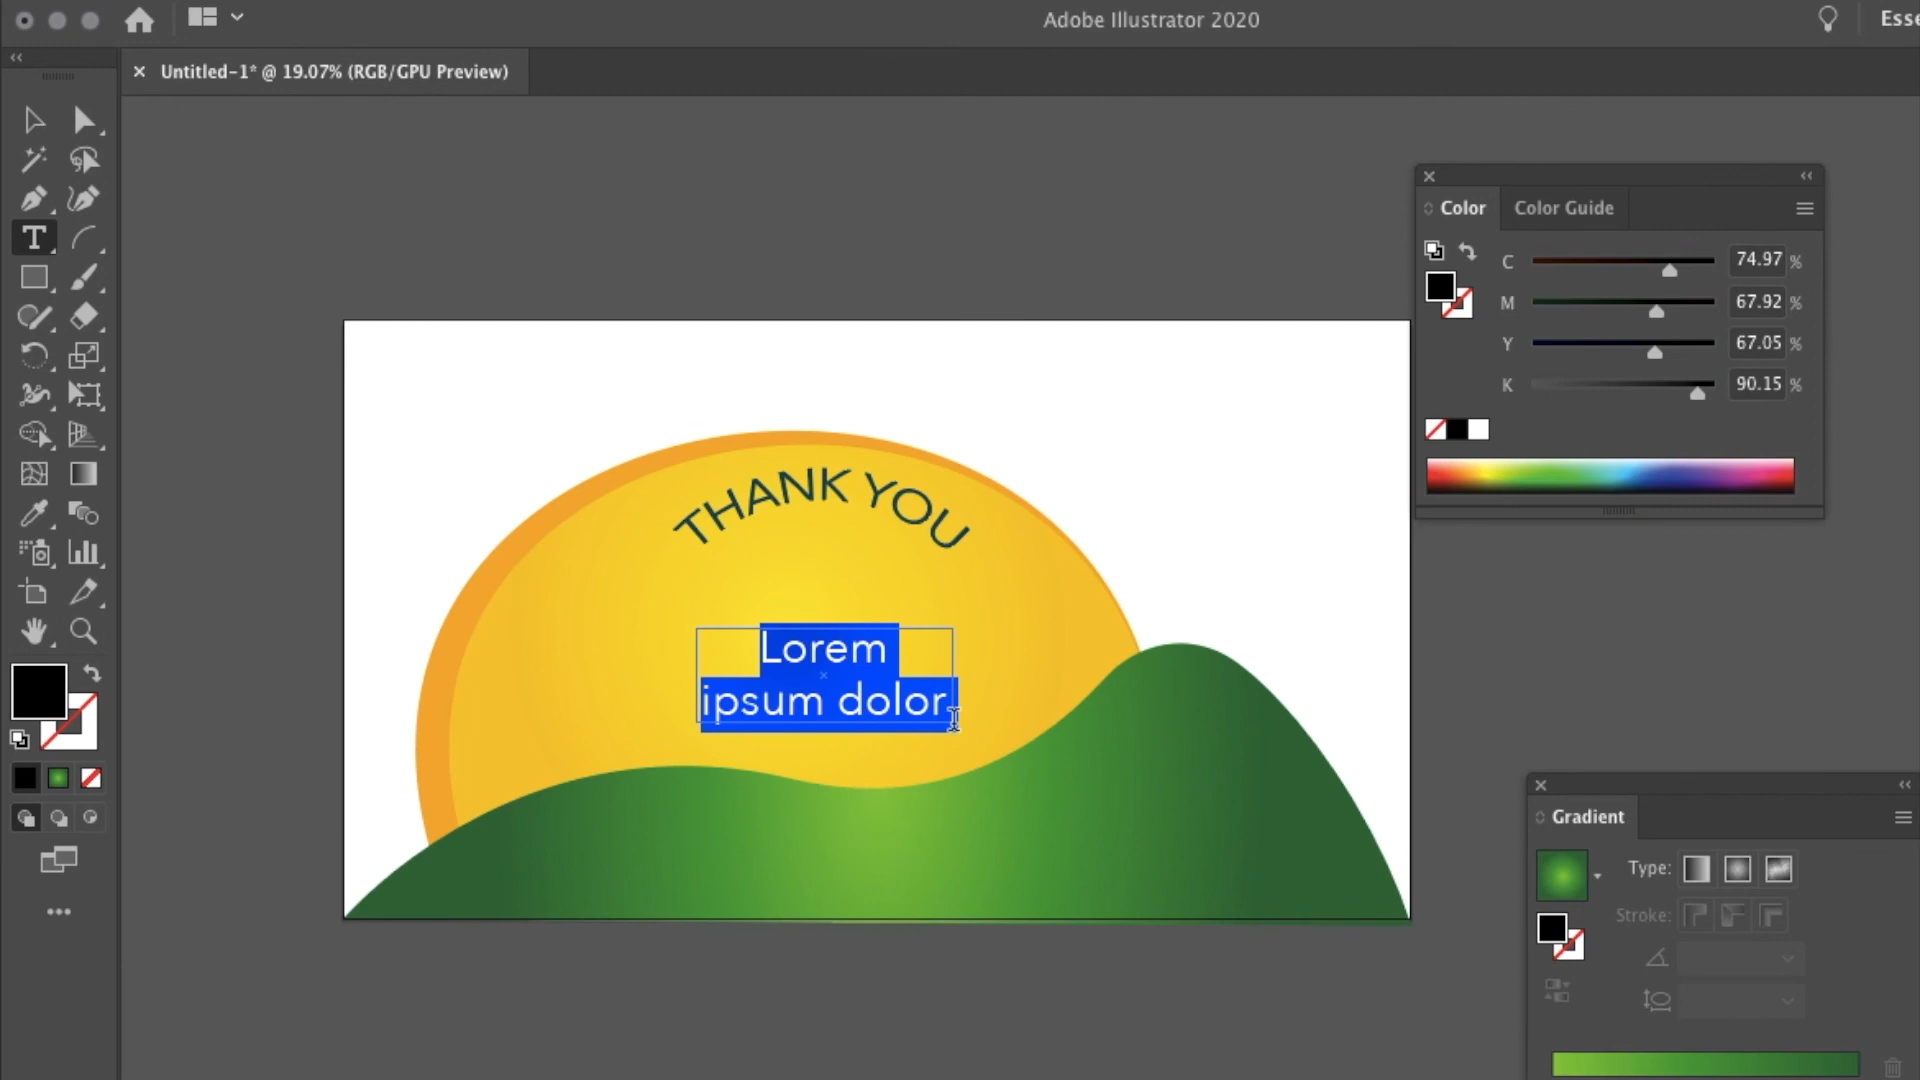 Adobe Illustrator 2020
Esse
Untitled-1* @ 19.07% (RGB/GPU Preview)
Color
Color Guide
C 74.97 %
M 67.92 %
Y 67.05 %
K 90.15 %
THANK YOU
Lorem
ipsum dolor
Gradient
Type:
Stroke: